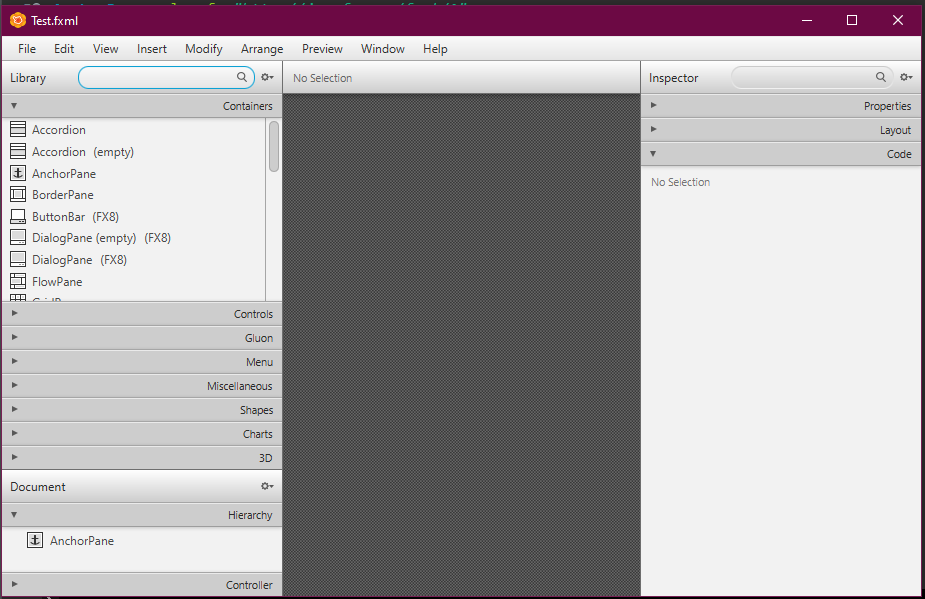 Test.fxml
File Edit View Insert Modify Arrange Preview Window Help
Library
No Selection
Inspector
Containers
Accordion
Accordion (empty)
AnchorPane
BorderPane
ButtonBar (FX8)
DialogPane (empty) (FX8)
DialogPane (FX8)
FlowPane
Controls
Gluon
Menu
Miscellaneous
Shapes
Charts
3D
Document
Hierarchy
AnchorPane
Controller
Properties
Layout
Code
No Selection